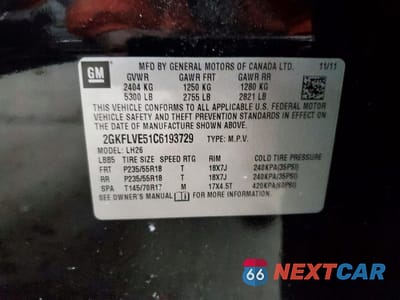 GM
MFD BY GENERAL MOTORS OF CANADA LTD. 11/11
GVWR GAWR FRT GAWR RR
2404 KG 1250 KG 1280 KG
5300 LB 2755 LB 2821 LB
THIS VEHICLE CONFORMS TO ALL APPLICABLE U.S. FEDERAL MOTOR
VEHICLE SAFETY AND THEFT PREVENTION STANDARDS IN EFFECT ON
THE DATE OF MANUFACTURE SHOWN ABOVE.
2GKFLVE51C6193729 TYPE: M.P.V.
MODEL: LH26
LBB5 TIRE SIZE SPEED RTG RIM COLD TIRE PRESSURE
FRT P235/55R18 T 18X7J 240KPA(35PSI)
RR P235/55R18 T 18X7J 240KPA(35PSI)
SPA T145/70R17 M 17X4.5T 420KPA(60PSI)
SEE OWNER'S MANUAL FOR MORE INFORMATION.
66 NEXTCAR